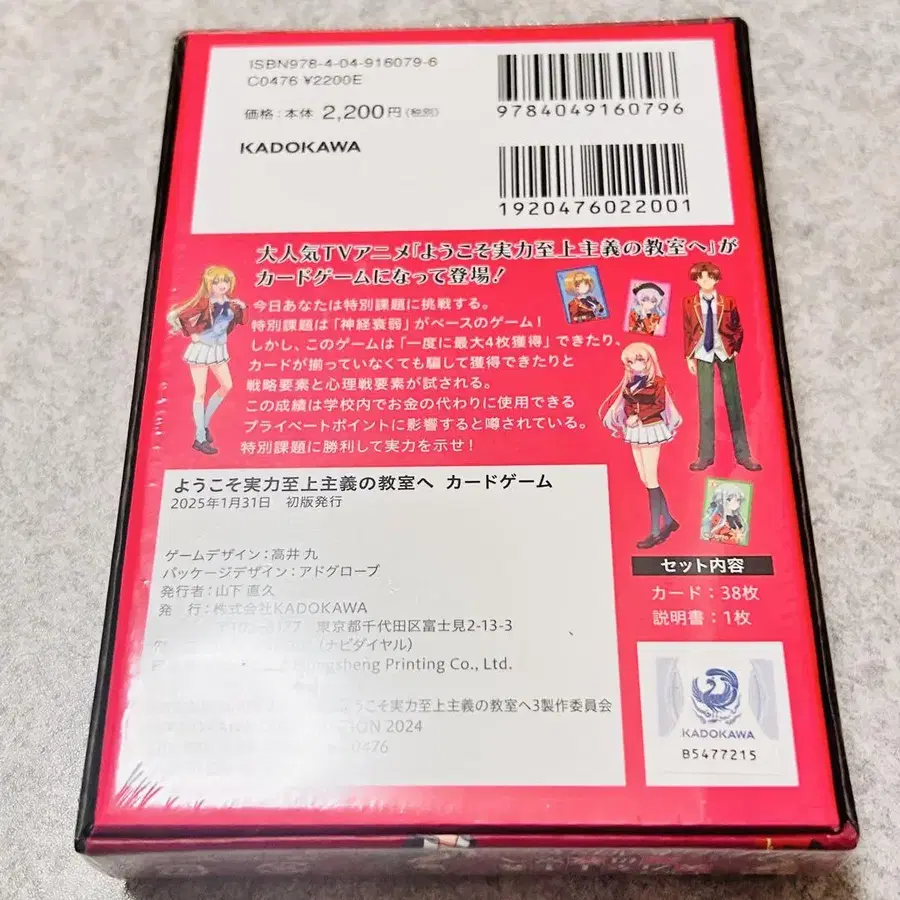 ISBN978-4-04-916079-6
C0476 ¥2200E
価格：本体 2,200円（税別）
KADOKAWA
9784049160796
1920476022001
大人気TVアニメ「ようこそ実力至上主義の教室へ」が
カードゲームになって登場！
今日あなたは特別課題に挑戦する。
特別課題は「神経衰弱」がベースのゲーム！
しかし、このゲームは「一度に最大4枚獲得」できたり、
カードが揃っていなくても騙して獲得できたりと
戦略要素と心理戦要素が試される。
この成績は学校内でお金の代わりに使用できる
プライベートポイントに影響すると噂されている。
特別課題に勝利して実力を示せ！
ようこそ実力至上主義の教室へ カードゲーム
2025年1月31日 初版発行
ゲームデザイン：高井 九
パッケージデザイン：アドグローブ
発行者：山下 直久
発 行：株式会社KADOKAWA
東京都千代田区富士見2-13-3
（ナビダイヤル）
Printing Co., Ltd.
ようこそ実力至上主義の教室へ3製作委員会
2024
0476
セット内容
カード：38枚
説明書：1枚
KADOKAWA
B5477215